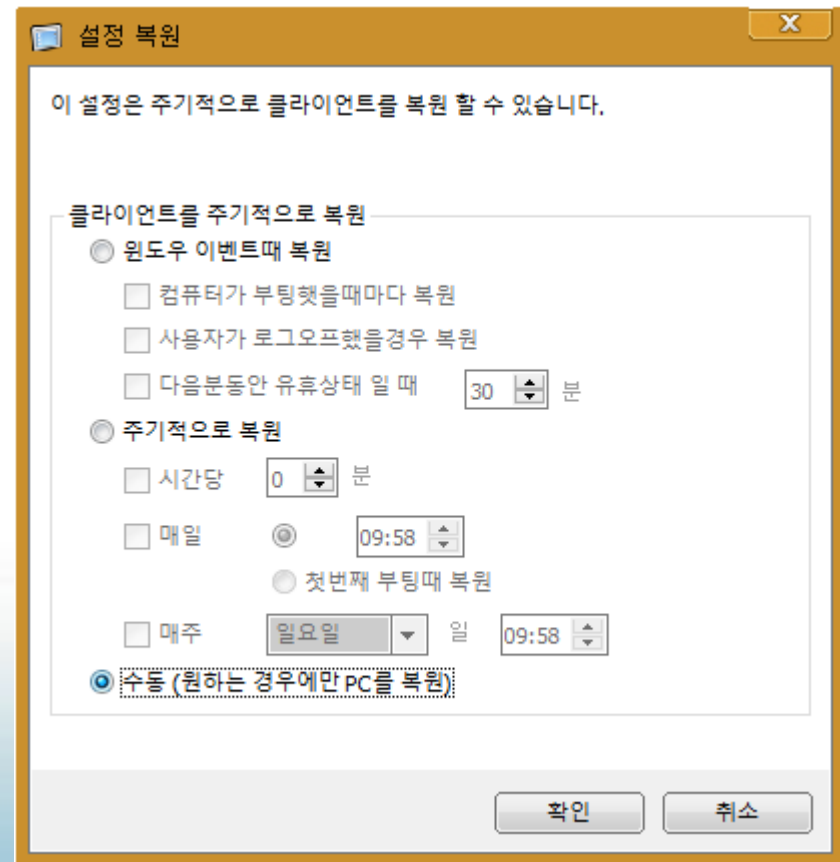 설정 복원
이 설정은 주기적으로 클라이언트를 복원 할 수 있습니다.
클라이언트를 주기적으로 복원
윈도우 이벤트때 복원
컴퓨터가 부팅햇을때마다 복원
사용자가 로그오프했을경우 복원
다음분동안 유휴상태 일 때 30 분
주기적으로 복원
시간당 0 분
매일 09:58
첫번째 부팅때 복원
매주 일요일 일 09:58
수동 (원하는 경우에만 PC를 복원)
확인 취소